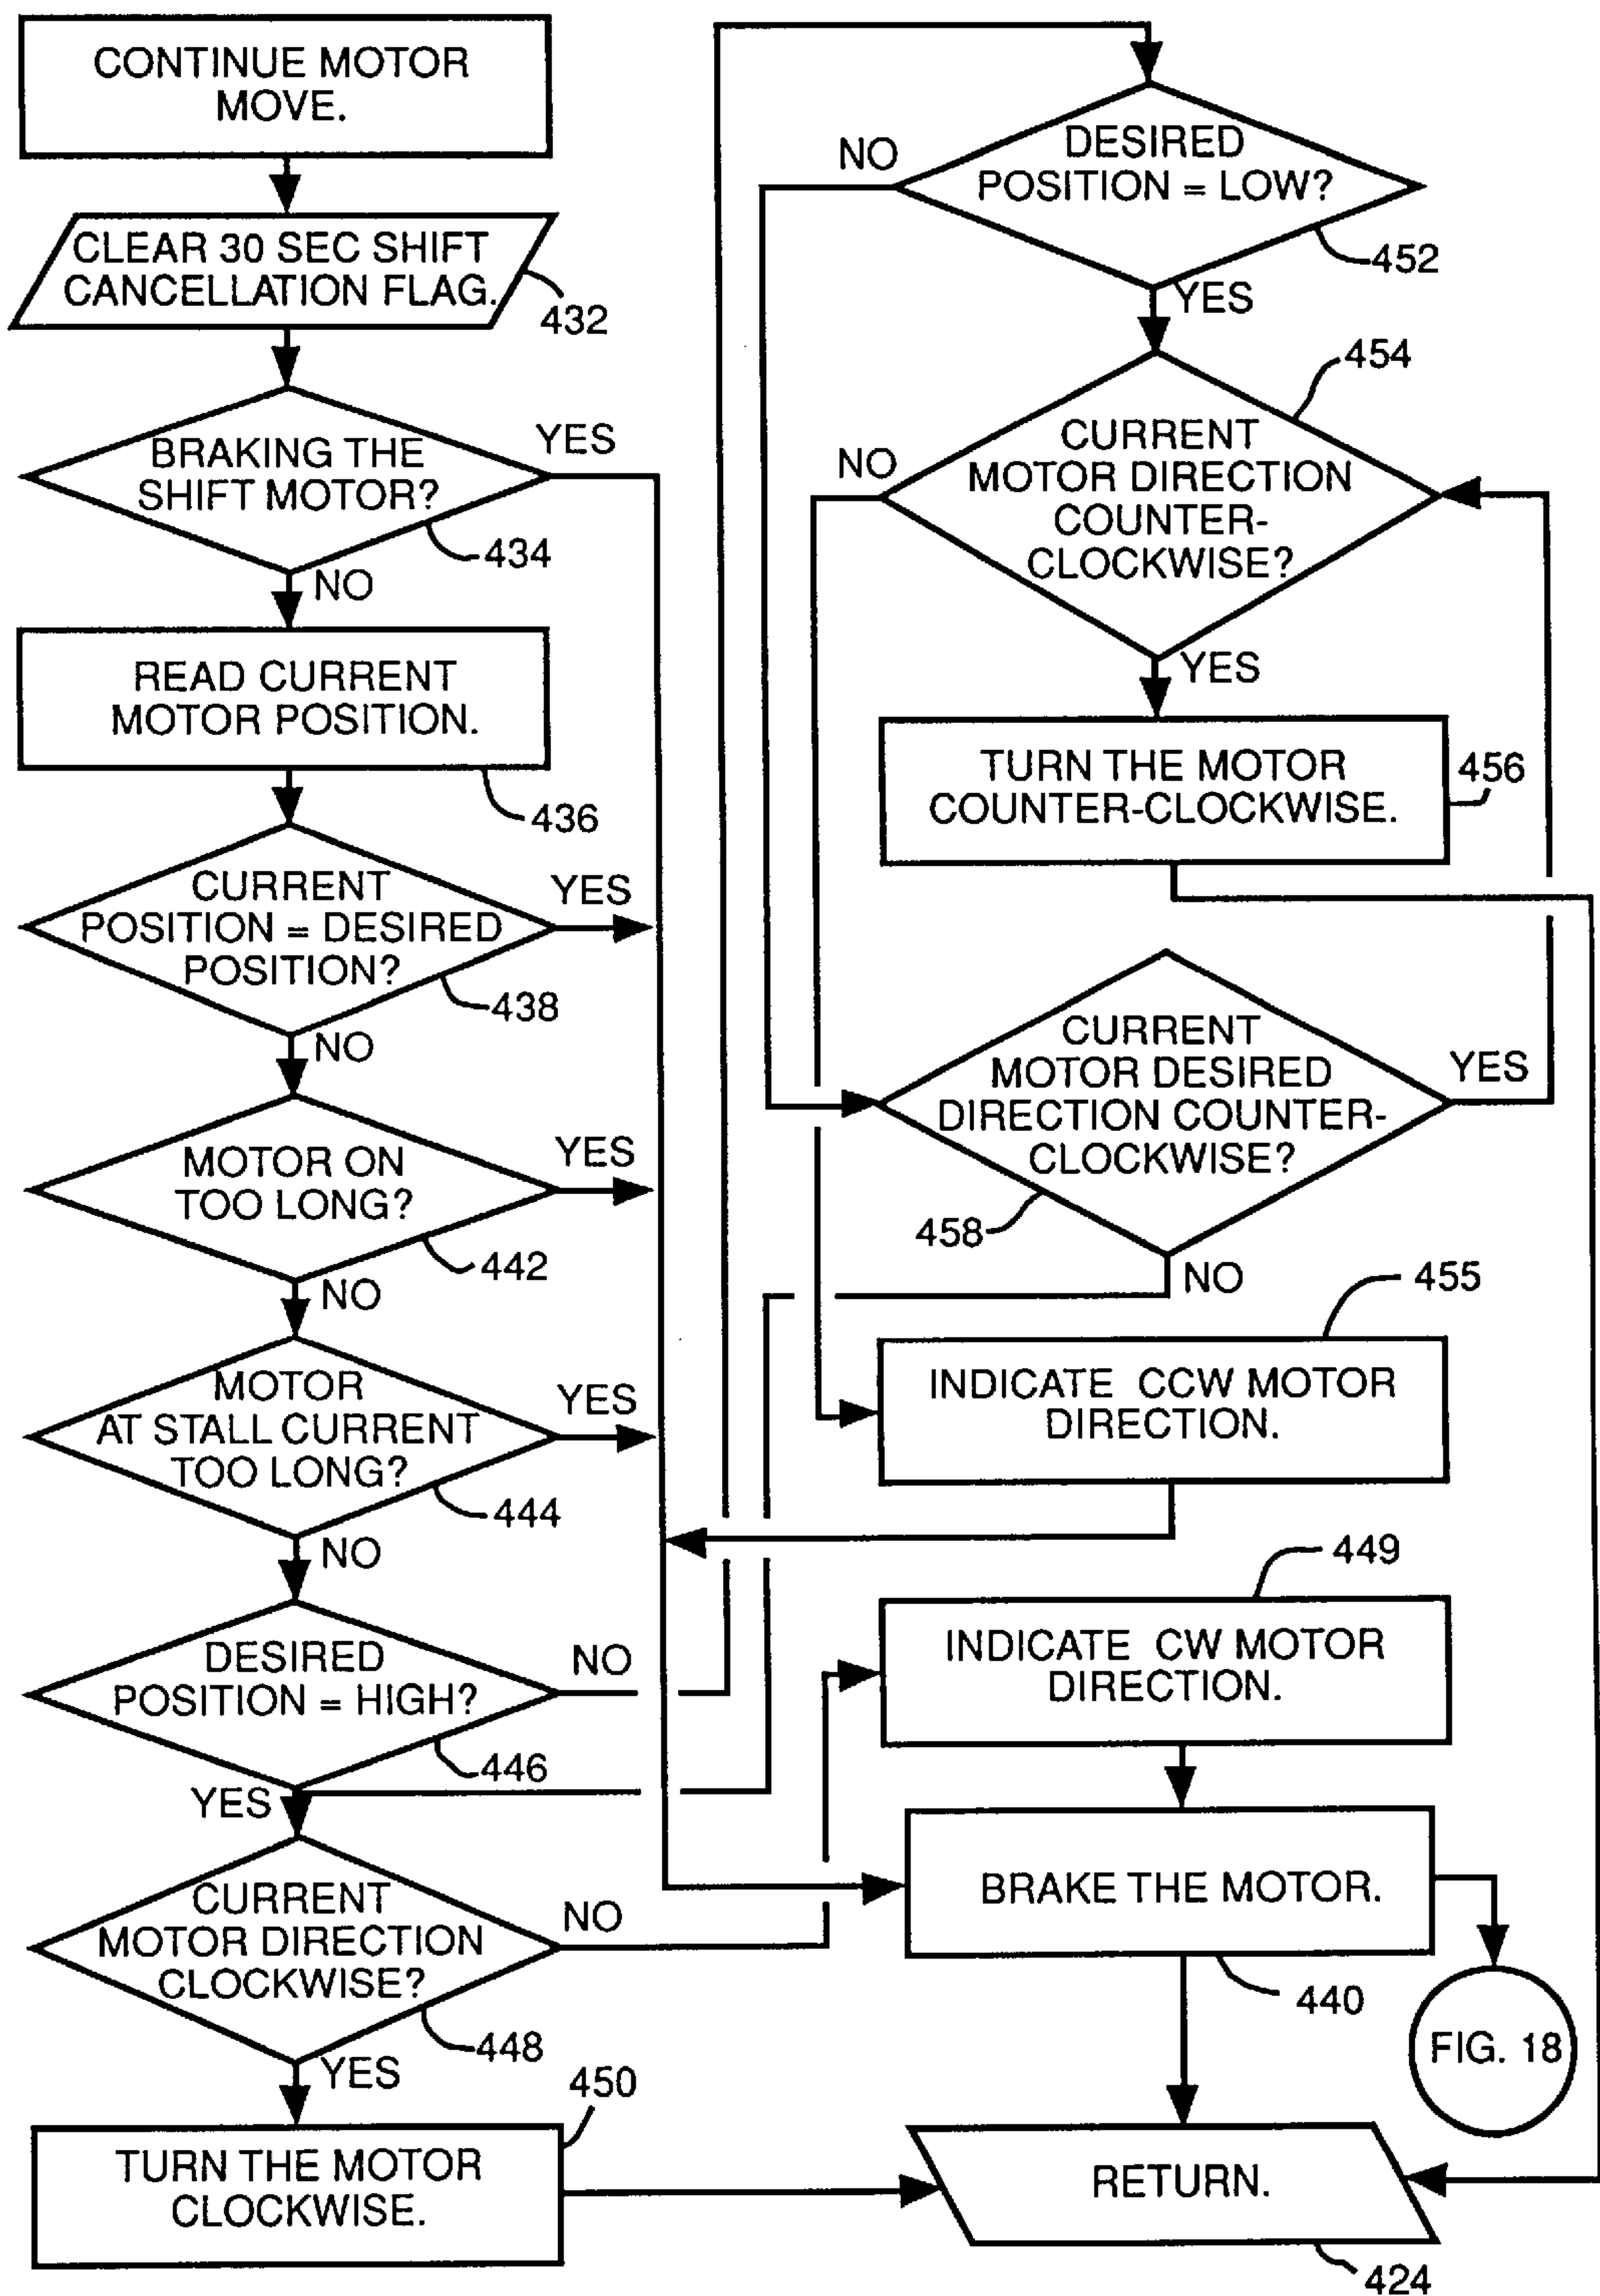 CONTINUE MOTOR
MOVE.
CLEAR 30 SEC SHIFT
CANCELLATION FLAG.
432
BRAKING THE
SHIFT MOTOR?
YES
434
NO
READ CURRENT
MOTOR POSITION.
436
CURRENT
POSITION = DESIRED
POSITION?
YES
438
NO
MOTOR ON
TOO LONG?
YES
442
NO
MOTOR
AT STALL CURRENT
TOO LONG?
YES
444
NO
DESIRED
POSITION = HIGH?
NO
446
YES
CURRENT
MOTOR DIRECTION
CLOCKWISE?
NO
448
YES
450
TURN THE MOTOR
CLOCKWISE.
DESIRED
POSITION = LOW?
NO
452
YES
454
CURRENT
MOTOR DIRECTION
COUNTER-
CLOCKWISE?
NO
YES
TURN THE MOTOR
COUNTER-CLOCKWISE.
456
CURRENT
MOTOR DESIRED
DIRECTION COUNTER-
CLOCKWISE?
YES
458
NO
455
INDICATE CCW MOTOR
DIRECTION.
449
INDICATE CW MOTOR
DIRECTION.
BRAKE THE MOTOR.
440
FIG. 18
RETURN.
424